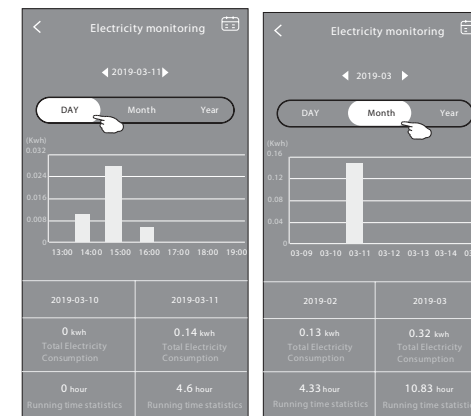 Electricity monitoring
2019-03-11
DAY Month Year
(Kwh)
0.032
0.024
0.016
0.008
0
13:00 14:00 15:00 16:00 17:00 18:00 19:00
2019-03-10 2019-03-11
0 kwh 0.14 kwh
Total Electricity Total Electricity
Consumption Consumption
0 hour 4.6 hour
Running time statistics Running time statistics
Electricity monitoring
2019-03
DAY Month Year
(Kwh)
0.16
0.12
0.08
0.04
0
03-09 03-10 03-11 03-12 03-13 03-14 03
2019-02 2019-03
0.13 kwh 0.32 kwh
Total Electricity Total Electricity
Consumption Consumption
4.33 hour 10.83 hour
Running time statistics Running time statistics